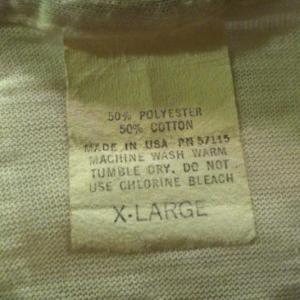 50% POLYESTER
50% COTTON
MADE IN USA RN 57115
MACHINE WASH WARM
TUMBLE DRY. DO NOT
USE CHLORINE BLEACH
X-LARGE